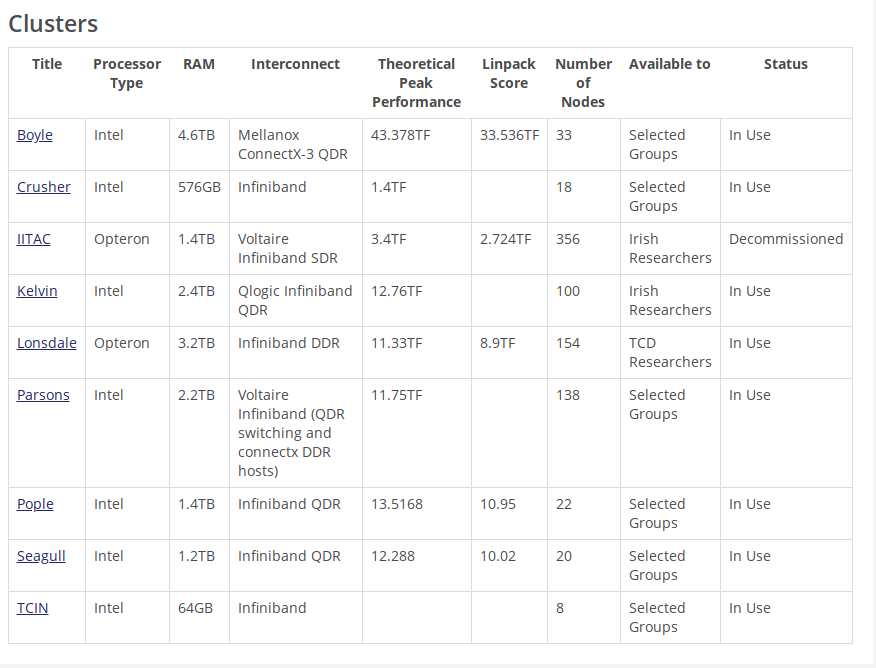 Clusters
Title Processor Type RAM Interconnect Theoretical Peak Performance Linpack Score Number of Nodes Available to Status
Boyle Intel 4.6TB Mellanox ConnectX-3 QDR 43.378TF 33.536TF 33 Selected Groups In Use
Crusher Intel 576GB Infiniband 1.4TF 18 Selected Groups In Use
IITAC Opteron 1.4TB Voltaire Infiniband SDR 3.4TF 2.724TF 356 Irish Researchers Decommissioned
Kelvin Intel 2.4TB Qlogic Infiniband QDR 12.76TF 100 Irish Researchers In Use
Lonsdale Opteron 3.2TB Infiniband DDR 11.33TF 8.9TF 154 TCD Researchers In Use
Parsons Intel 2.2TB Voltaire Infiniband (QDR switching and connectx DDR hosts) 11.75TF 138 Selected Groups In Use
Pople Intel 1.4TB Infiniband QDR 13.5168 10.95 22 Selected Groups In Use
Seagull Intel 1.2TB Infiniband QDR 12.288 10.02 20 Selected Groups In Use
TCIN Intel 64GB Infiniband 8 Selected Groups In Use